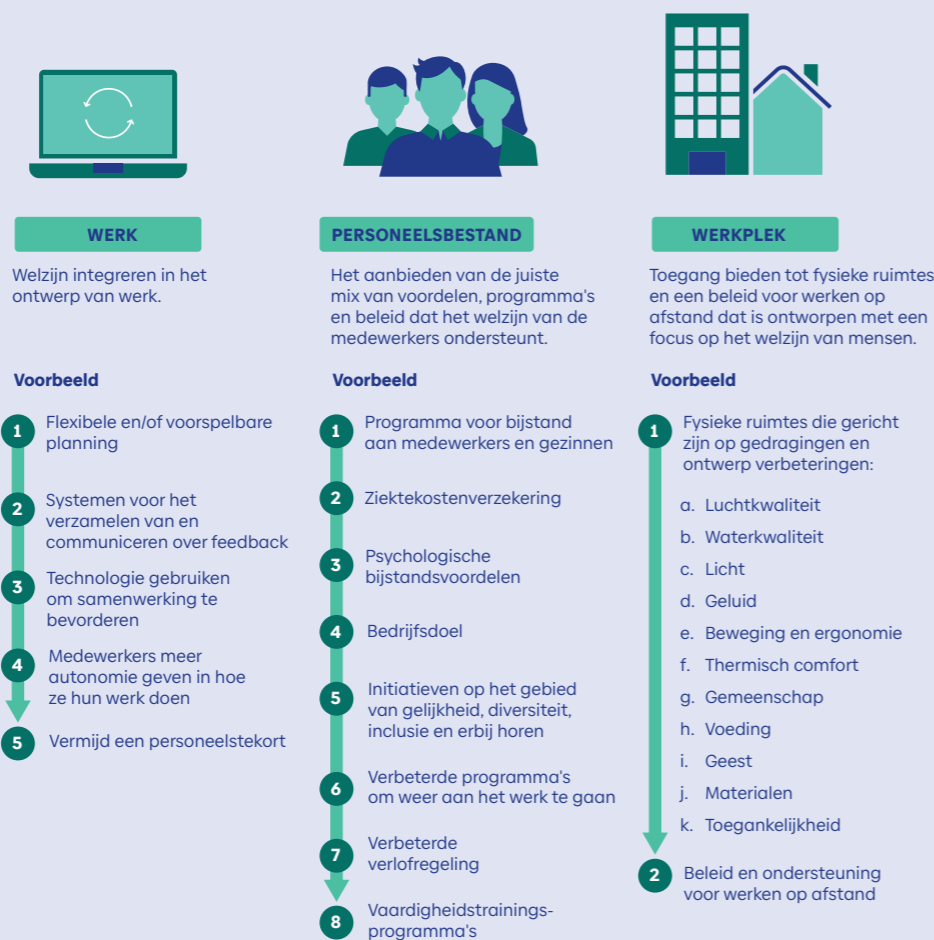 WERK
Welzijn integreren in het
ontwerp van werk.
Voorbeeld
1 Flexibele en/of voorspelbare
planning
2 Systemen voor het
verzamelen van en
communiceren over feedback
3 Technologie gebruiken
om samenwerking te
bevorderen
4 Medewerkers meer
autonomie geven in hoe
ze hun werk doen
5 Vermijd een personeelstekort
PERSONEELSBESTAND
Het aanbieden van de juiste
mix van voordelen, programma's
en beleid dat het welzijn van de
medewerkers ondersteunt.
Voorbeeld
1 Programma voor bijstand
aan medewerkers en gezinnen
2 Ziektekostenverzekering
3 Psychologische
bijstandsvoordelen
4 Bedrijfsdoel
5 Initiatieven op het gebied
van gelijkheid, diversiteit,
inclusie en erbij horen
6 Verbeterde programma's
om weer aan het werk te gaan
7 Verbeterde
verlofregeling
8 Vaardigheidstrainings-
programma's
WERKPLEK
Toegang bieden tot fysieke ruimtes
en een beleid voor werken op
afstand dat is ontworpen met een
focus op het welzijn van mensen.
Voorbeeld
1 Fysieke ruimtes die gericht
zijn op gedragingen en
ontwerp verbeteringen:
a. Luchtkwaliteit
b. Waterkwaliteit
c. Licht
d. Geluid
e. Beweging en ergonomie
f. Thermisch comfort
g. Gemeenschap
h. Voeding
i. Geest
j. Materialen
k. Toegankelijkheid
2 Beleid en ondersteuning
voor werken op afstand